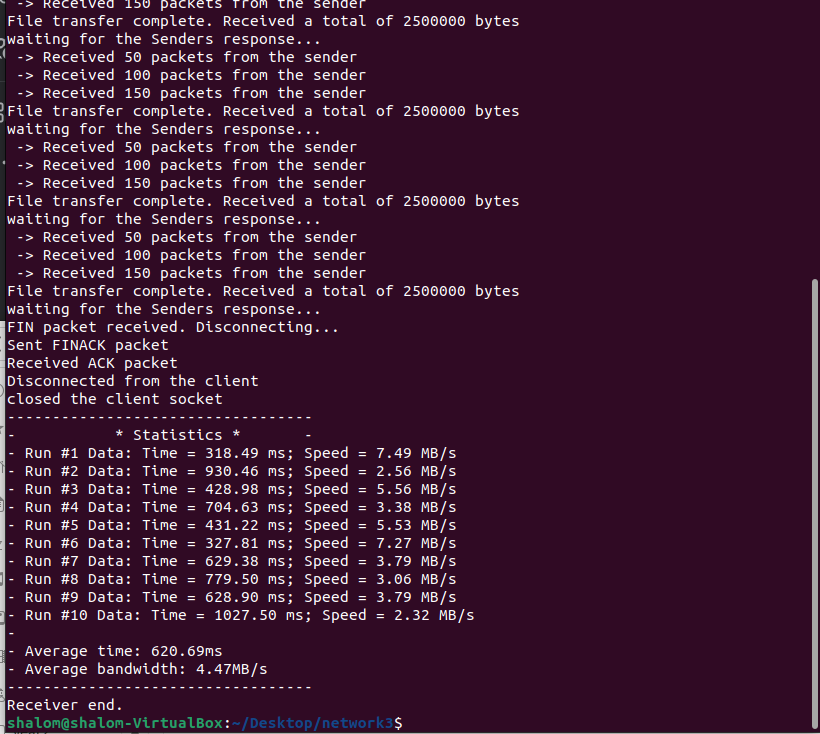 -> Received 150 packets from the sender
File transfer complete. Received a total of 2500000 bytes
waiting for the Senders response...
-> Received 50 packets from the sender
-> Received 100 packets from the sender
-> Received 150 packets from the sender
File transfer complete. Received a total of 2500000 bytes
waiting for the Senders response...
-> Received 50 packets from the sender
-> Received 100 packets from the sender
-> Received 150 packets from the sender
File transfer complete. Received a total of 2500000 bytes
waiting for the Senders response...
-> Received 50 packets from the sender
-> Received 100 packets from the sender
-> Received 150 packets from the sender
File transfer complete. Received a total of 2500000 bytes
waiting for the Senders response...
FIN packet received. Disconnecting...
Sent FINACK packet
Received ACK packet
Disconnected from the client
closed the client socket
----------------------------------
-           * Statistics *       -
- Run #1 Data: Time = 318.49 ms; Speed = 7.49 MB/s
- Run #2 Data: Time = 930.46 ms; Speed = 2.56 MB/s
- Run #3 Data: Time = 428.98 ms; Speed = 5.56 MB/s
- Run #4 Data: Time = 704.63 ms; Speed = 3.38 MB/s
- Run #5 Data: Time = 431.22 ms; Speed = 5.53 MB/s
- Run #6 Data: Time = 327.81 ms; Speed = 7.27 MB/s
- Run #7 Data: Time = 629.38 ms; Speed = 3.79 MB/s
- Run #8 Data: Time = 779.50 ms; Speed = 3.06 MB/s
- Run #9 Data: Time = 628.90 ms; Speed = 3.79 MB/s
- Run #10 Data: Time = 1027.50 ms; Speed = 2.32 MB/s
-
- Average time: 620.69ms
- Average bandwidth: 4.47MB/s
----------------------------------
Receiver end.
shalom@shalom-VirtualBox:~/Desktop/network3$